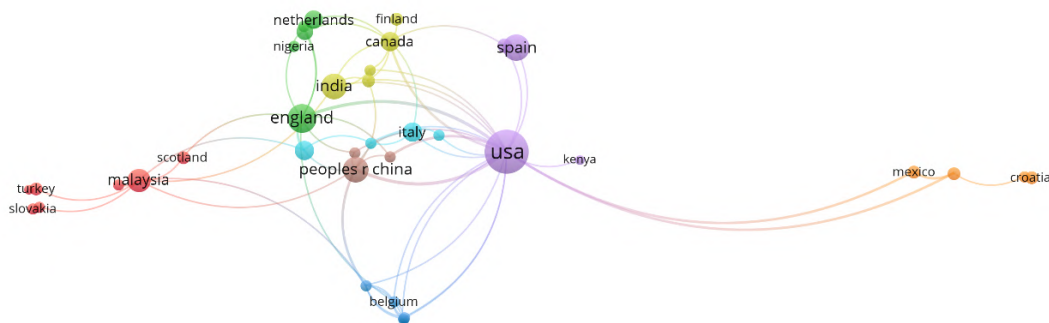 netherlands
finland
nigeria
canada
spain
india
england
italy
usa
scotland
kenya
peoples r china
malaysia
mexico
croatia
turkey
slovakia
belgium